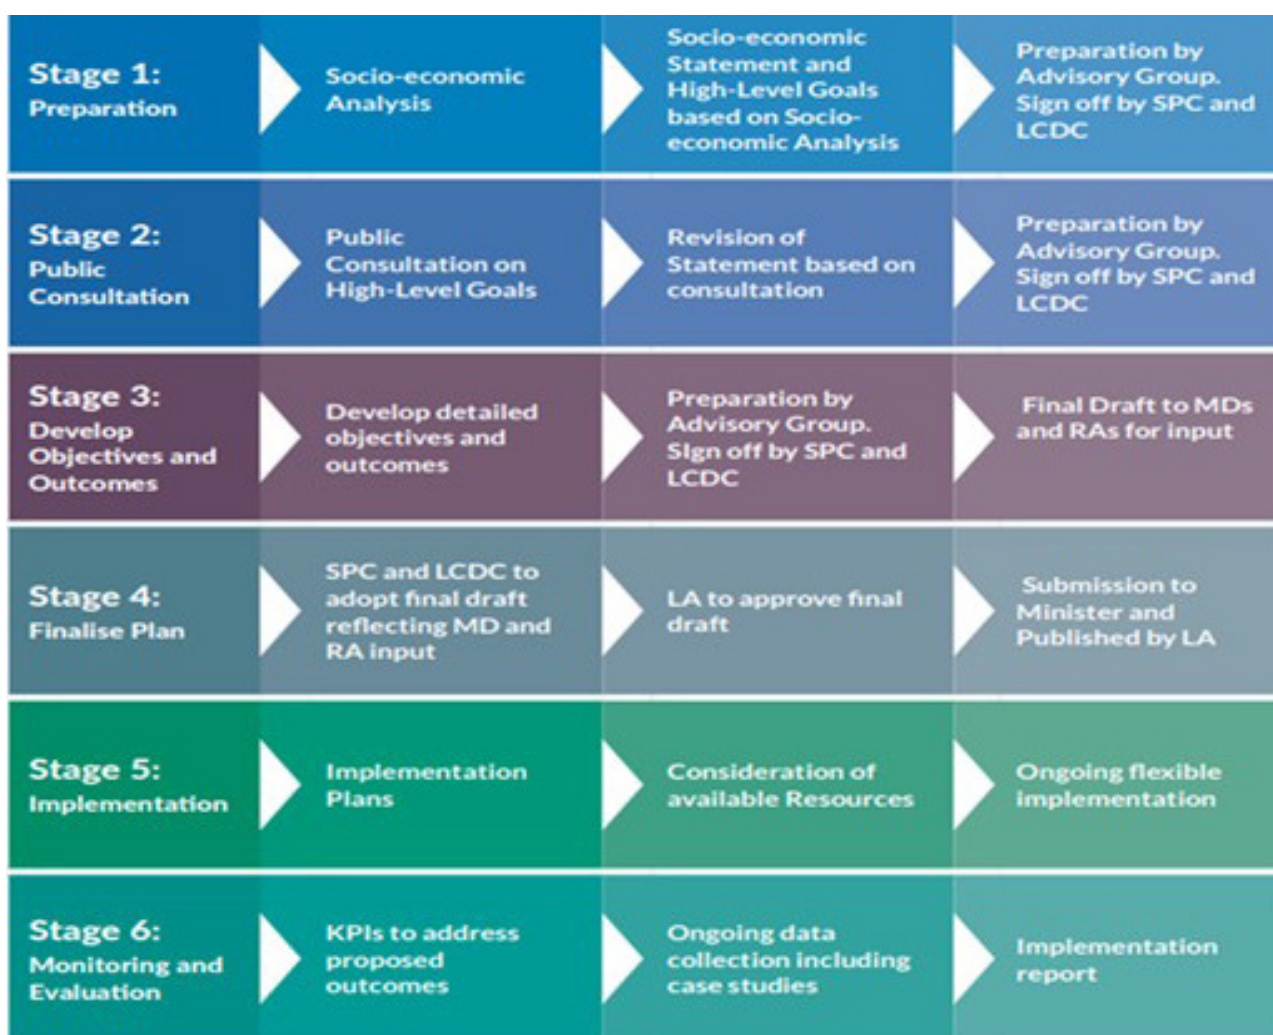 Stage 1:
Preparation
Socio-economic
Analysis
Socio-economic
Statement and
High-Level Goals
based on Socio-
economic Analysis
Preparation by
Advisory Group.
Sign off by SPC and
LCDC
Stage 2:
Public
Consultation
Public
Consultation on
High-Level Goals
Revision of
Statement based on
consultation
Preparation by
Advisory Group.
Sign off by SPC and
LCDC
Stage 3:
Develop
Objectives and
Outcomes
Develop detailed
objectives and
outcomes
Preparation by
Advisory Group.
SIgn off by SPC and
LCDC
Final Draft to MDs
and RAs for input
Stage 4:
Finalise Plan
SPC and LCDC to
adopt final draft
reflecting MD and
RA input
LA to approve final
draft
Submission to
Minister and
Published by LA
Stage 5:
Implementation
Implementation
Plans
Consideration of
available Resources
Ongoing flexible
implementation
Stage 6:
Monitoring and
Evaluation
KPIs to address
proposed
outcomes
Ongoing data
collection including
case studies
Implementation
report